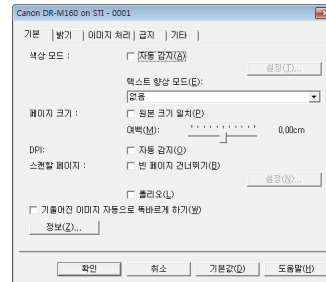 Canon DR-M160 on STI - 0001
기본 밝기 이미지 처리 급지 기타
색상 모드 : 자동 감지(A)
설정(T)...
텍스트 향상 모드(E):
없음
페이지 크기 : 원본 크기 일치(P)
여백(M): 0,00cm
DPI: 자동 감지(O)
스캔할 페이지 : 빈 페이지 건너뛰기(B)
설정(N)...
폴리오(L)
기울어진 이미지 자동으로 똑바르게 하기(W)
정보(Z)...
확인 취소 기본값(D) 도움말(H)